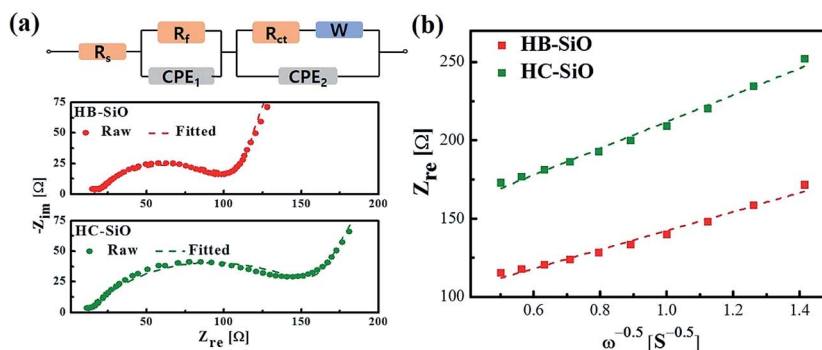 (a)
R_s
R_f
CPE_1
R_ct
W
CPE_2
75
50
25
0
HB-SiO
Raw
Fitted
75
50
25
0
HC-SiO
Raw
Fitted
50
100
150
200
-Z_im [Ω]
Z_re [Ω]
(b)
HB-SiO
HC-SiO
250
200
150
100
0.6
0.8
1.0
1.2
1.4
Z_re [Ω]
ω^−0.5 [S^−0.5]